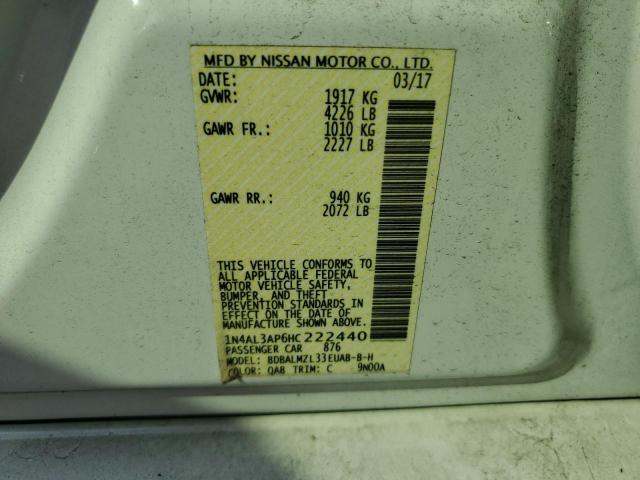 MFD BY NISSAN MOTOR CO., LTD.
DATE: 03/17
GVWR: 1917 KG
4226 LB
GAWR FR.: 1010 KG
2227 LB
GAWR RR.: 940 KG
2072 LB
THIS VEHICLE CONFORMS TO
ALL APPLICABLE FEDERAL
MOTOR VEHICLE SAFETY,
BUMPER, AND THEFT
PREVENTION STANDARDS IN
EFFECT ON THE DATE OF
MANUFACTURE SHOWN ABOVE.
1N4AL3AP6HC222440
PASSENGER CAR 876
MODEL: BDBALMZL33EUAB-B-H
COLOR: QAB TRIM: C 9N00A